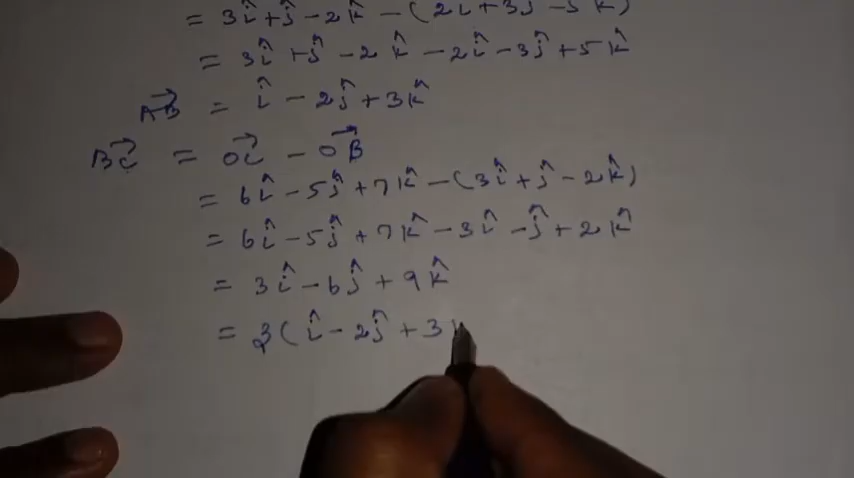 = 3î + ĵ - 2k̂ - (2î + 3ĵ - 5k̂)
= 3î + ĵ - 2k̂ - 2î - 3ĵ + 5k̂
AB⃗ = î - 2ĵ + 3k̂
BC⃗ = OC⃗ - OB⃗
= 6î - 5ĵ + 7k̂ - (3î + ĵ - 2k̂)
= 6î - 5ĵ + 7k̂ - 3î - ĵ + 2k̂
= 3î - 6ĵ + 9k̂
= 3(î - 2ĵ + 3